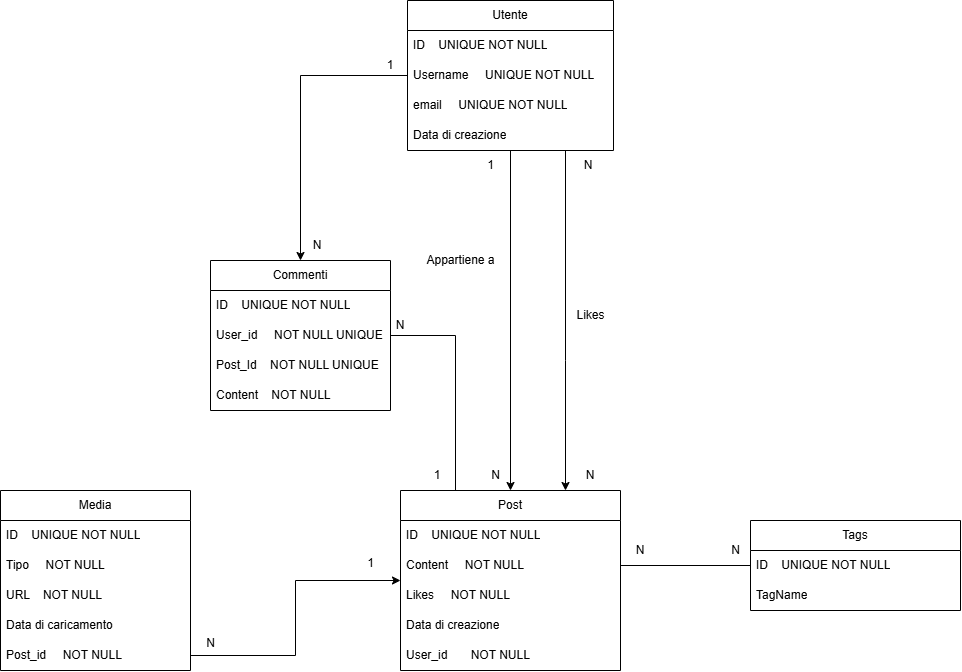 Utente
ID UNIQUE NOT NULL
Username UNIQUE NOT NULL
email UNIQUE NOT NULL
Data di creazione
1
1
N
N
Appartiene a
Likes
Commenti
ID UNIQUE NOT NULL
User_id NOT NULL UNIQUE
Post_Id NOT NULL UNIQUE
Content NOT NULL
N
1
N
N
Media
ID UNIQUE NOT NULL
Tipo NOT NULL
URL NOT NULL
Data di caricamento
Post_id NOT NULL
N
1
Post
ID UNIQUE NOT NULL
Content NOT NULL
Likes NOT NULL
Data di creazione
User_id NOT NULL
N
N
Tags
ID UNIQUE NOT NULL
TagName